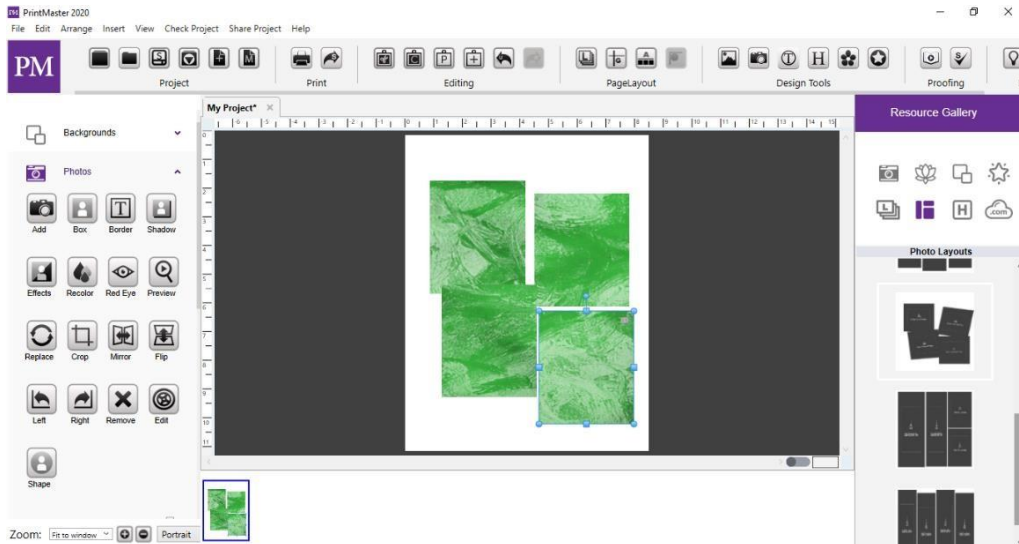 PM PrintMaster 2020
File Edit Arrange Insert View Check Project Share Project Help
PM
Project
Print
Editing
PageLayout
Design Tools
Proofing
My Project*
Resource Gallery
Backgrounds
Photos
Add Box Border Shadow
Effects Recolor Red Eye Preview
Replace Crop Mirror Flip
Left Right Remove Edit
Shape
Photo Layouts
Zoom: Fit to window Portrait